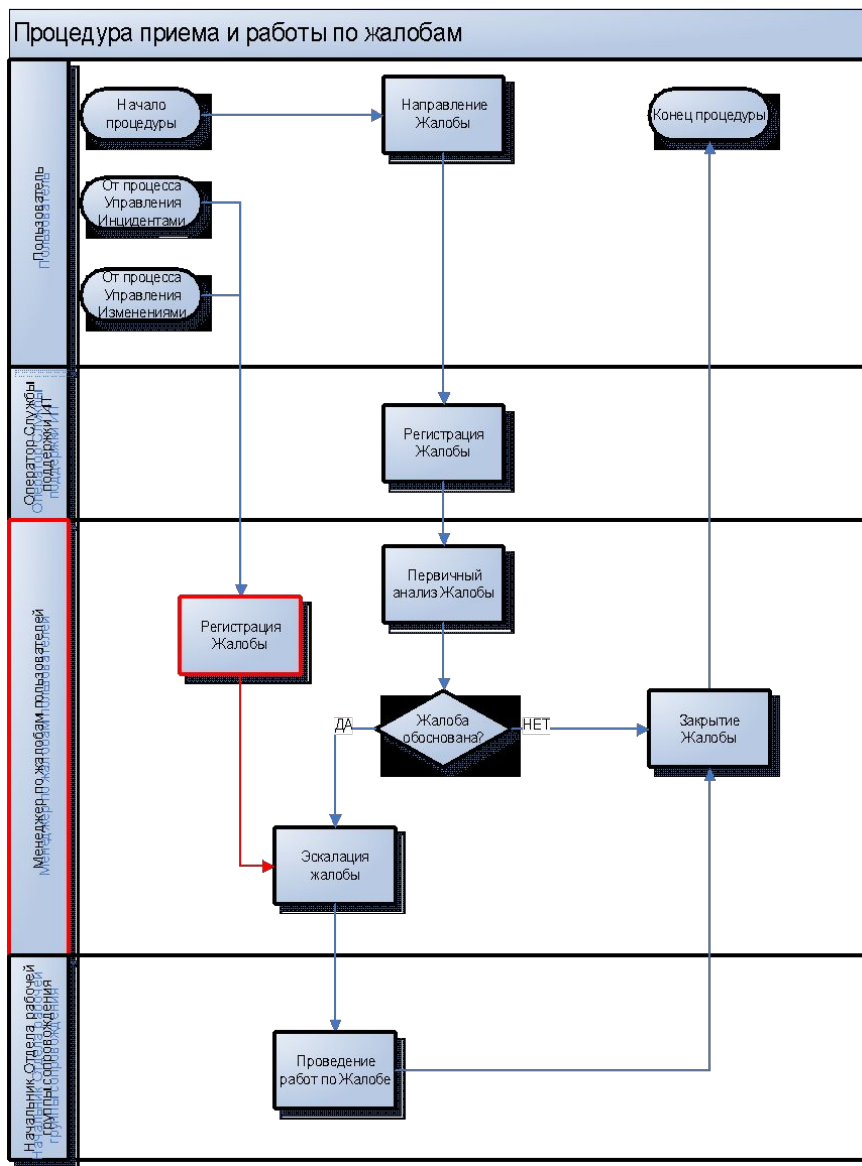 Процедура приема и работы по жалобам
Пользователь
Начало
процедуры
Направление
Жалобы
Конец процедуры
От процесса
Управления
Инцидентами
От процесса
Управления
Изменениями
Оператор Службы
поддержки ИТ
Регистрация
Жалобы
Менеджер по жалобам пользователей
Первичный
анализ Жалобы
Регистрация
Жалобы
ДА
Жалоба
обоснована?
НЕТ
Закрытие
Жалобы
Эскалация
жалобы
Начальник Отдела рабочей
группы сопровождения
Проведение
работ по Жалобе